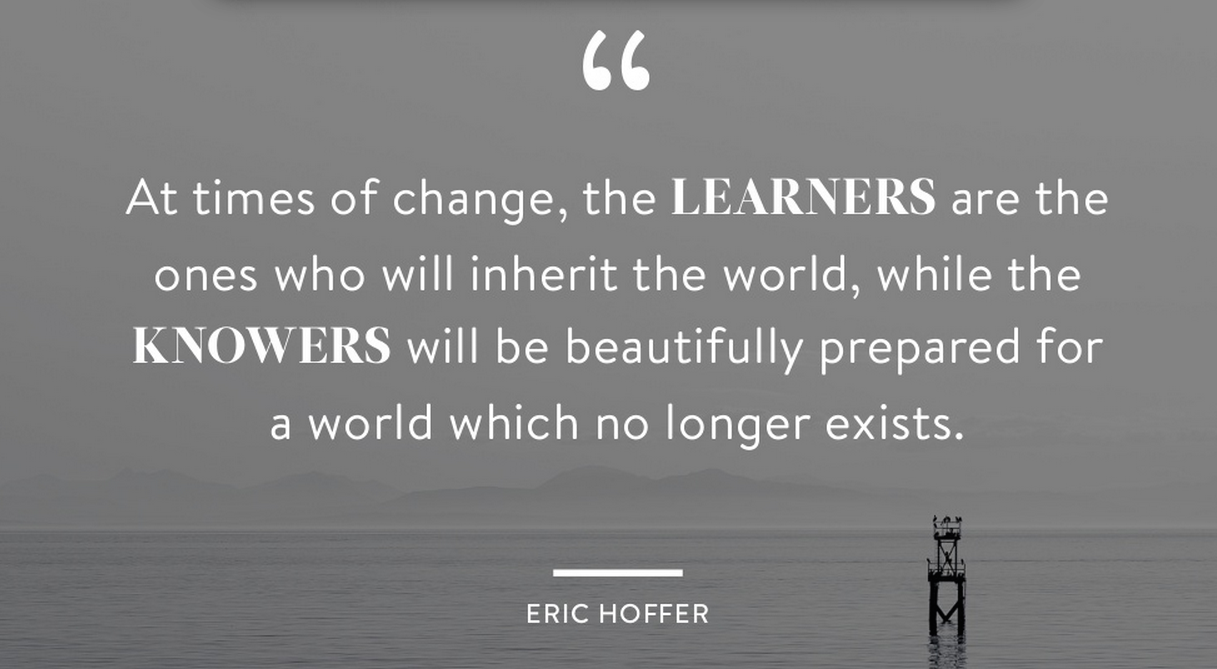 “
At times of change, the LEARNERS are the
ones who will inherit the world, while the
KNOWERS will be beautifully prepared for
a world which no longer exists.
ERIC HOFFER